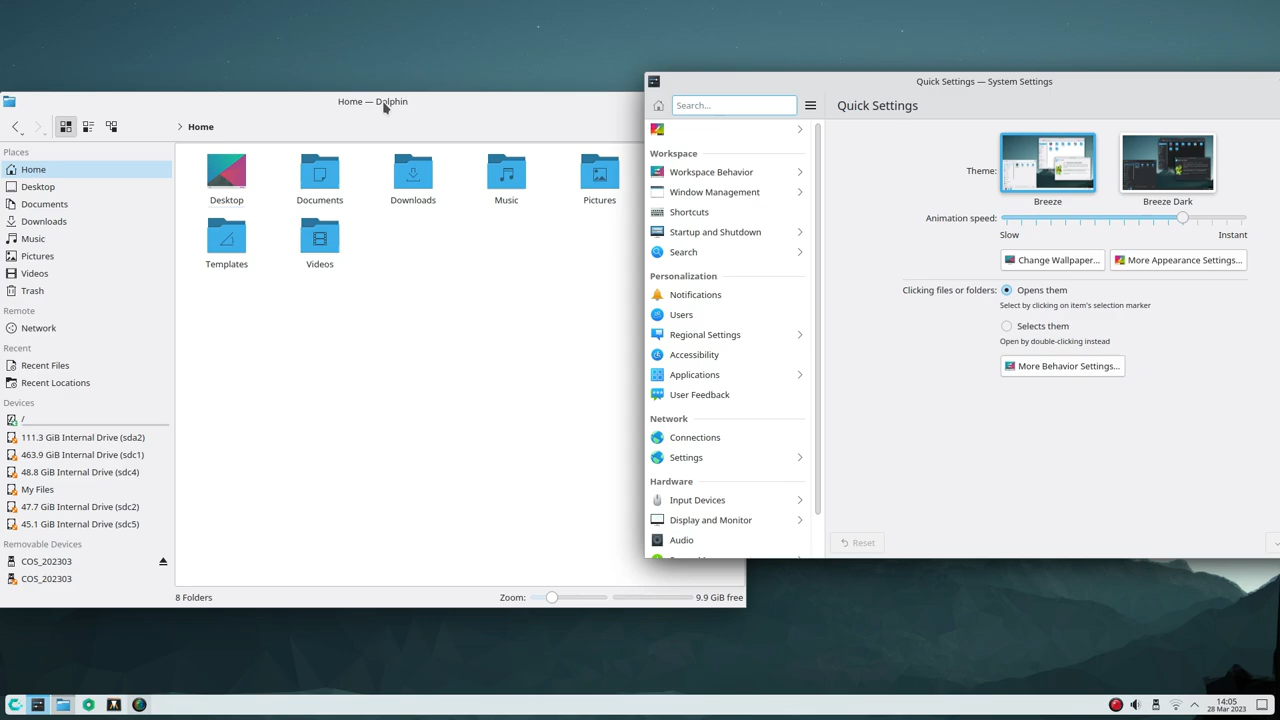 Home — Dolphin
Home
Places
Home
Desktop
Documents
Downloads
Music
Pictures
Videos
Trash
Remote
Network
Recent
Recent Files
Recent Locations
Devices
/
111.3 GiB Internal Drive (sda2)
463.9 GiB Internal Drive (sdc1)
48.8 GiB Internal Drive (sdc4)
My Files
47.7 GiB Internal Drive (sdc2)
45.1 GiB Internal Drive (sdc5)
Removable Devices
COS_202303
COS_202303
Desktop
Documents
Downloads
Music
Pictures
Templates
Videos
8 Folders
Zoom:
9.9 GiB free
Quick Settings — System Settings
Search...
Quick Settings
Workspace
Workspace Behavior
Window Management
Shortcuts
Startup and Shutdown
Search
Personalization
Notifications
Users
Regional Settings
Accessibility
Applications
User Feedback
Network
Connections
Settings
Hardware
Input Devices
Display and Monitor
Audio
Theme:
Breeze
Breeze Dark
Animation speed:
Slow
Instant
Change Wallpaper...
More Appearance Settings...
Clicking files or folders:
Opens them
Select by clicking on item's selection marker
Selects them
Open by double-clicking instead
More Behavior Settings...
Reset
14:05
28 Mar 2023